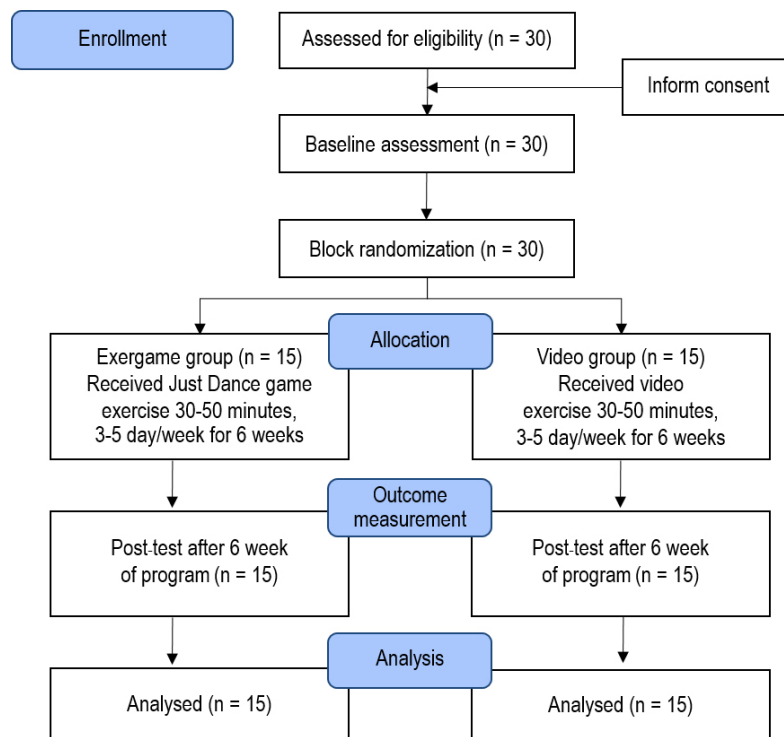 Enrollment
Assessed for eligibility (n = 30)
Inform consent
Baseline assessment (n = 30)
Block randomization (n = 30)
Allocation
Exergame group (n = 15)
Received Just Dance game
exercise 30-50 minutes,
3-5 day/week for 6 weeks
Video group (n = 15)
Received video
exercise 30-50 minutes,
3-5 day/week for 6 weeks
Outcome
measurement
Post-test after 6 week
of program (n = 15)
Post-test after 6 week
of program (n = 15)
Analysis
Analysed (n = 15)
Analysed (n = 15)